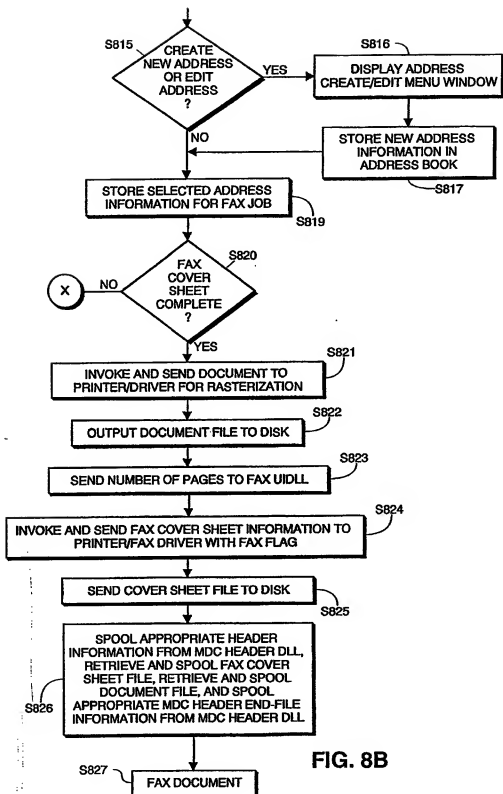 S815
CREATE
NEW ADDRESS
OR EDIT
ADDRESS
?
YES
S816
DISPLAY ADDRESS
CREATE/EDIT MENU WINDOW
NO
STORE NEW ADDRESS
INFORMATION IN
ADDRESS BOOK
S817
STORE SELECTED ADDRESS
INFORMATION FOR FAX JOB
S819
S820
FAX
COVER
SHEET
COMPLETE
?
NO
X
YES
S821
INVOKE AND SEND DOCUMENT TO
PRINTER/DRIVER FOR RASTERIZATION
S822
OUTPUT DOCUMENT FILE TO DISK
S823
SEND NUMBER OF PAGES TO FAX UIDLL
S824
INVOKE AND SEND FAX COVER SHEET INFORMATION TO
PRINTER/FAX DRIVER WITH FAX FLAG
SEND COVER SHEET FILE TO DISK
S825
SPOOL APPROPRIATE HEADER
INFORMATION FROM MDC HEADER DLL,
RETRIEVE AND SPOOL FAX COVER
SHEET FILE, RETRIEVE AND SPOOL
DOCUMENT FILE, AND SPOOL
APPROPRIATE MDC HEADER END-FILE
INFORMATION FROM MDC HEADER DLL
S826
S827
FAX DOCUMENT
FIG. 8B